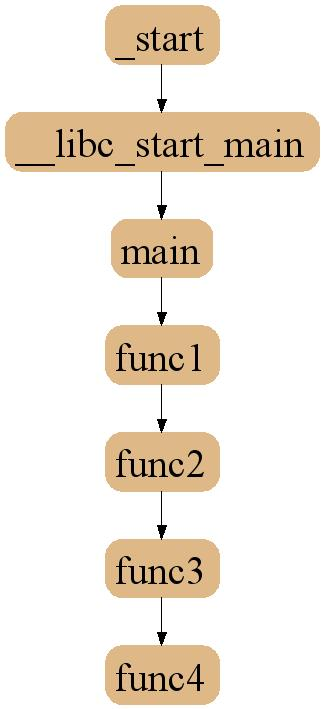 _start
__libc_start_main
main
func1
func2
func3
func4